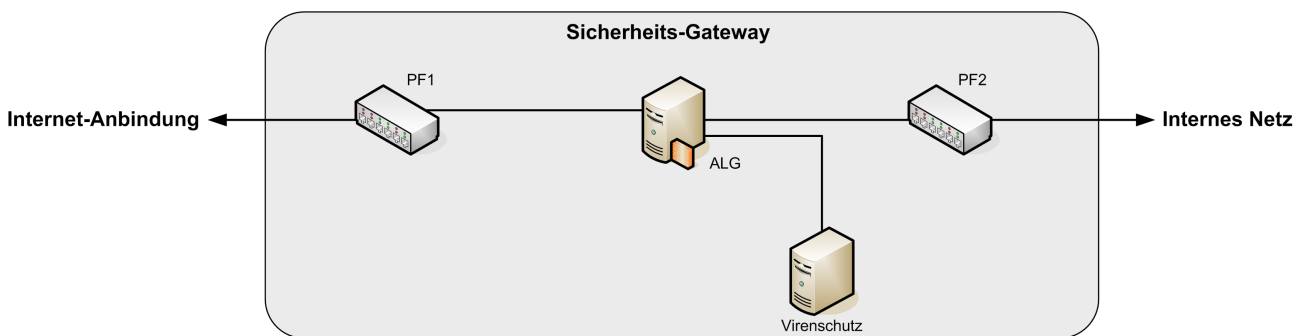 Sicherheits-Gateway
PF1
PF2
Internet-Anbindung
Internes Netz
ALG
Virenschutz